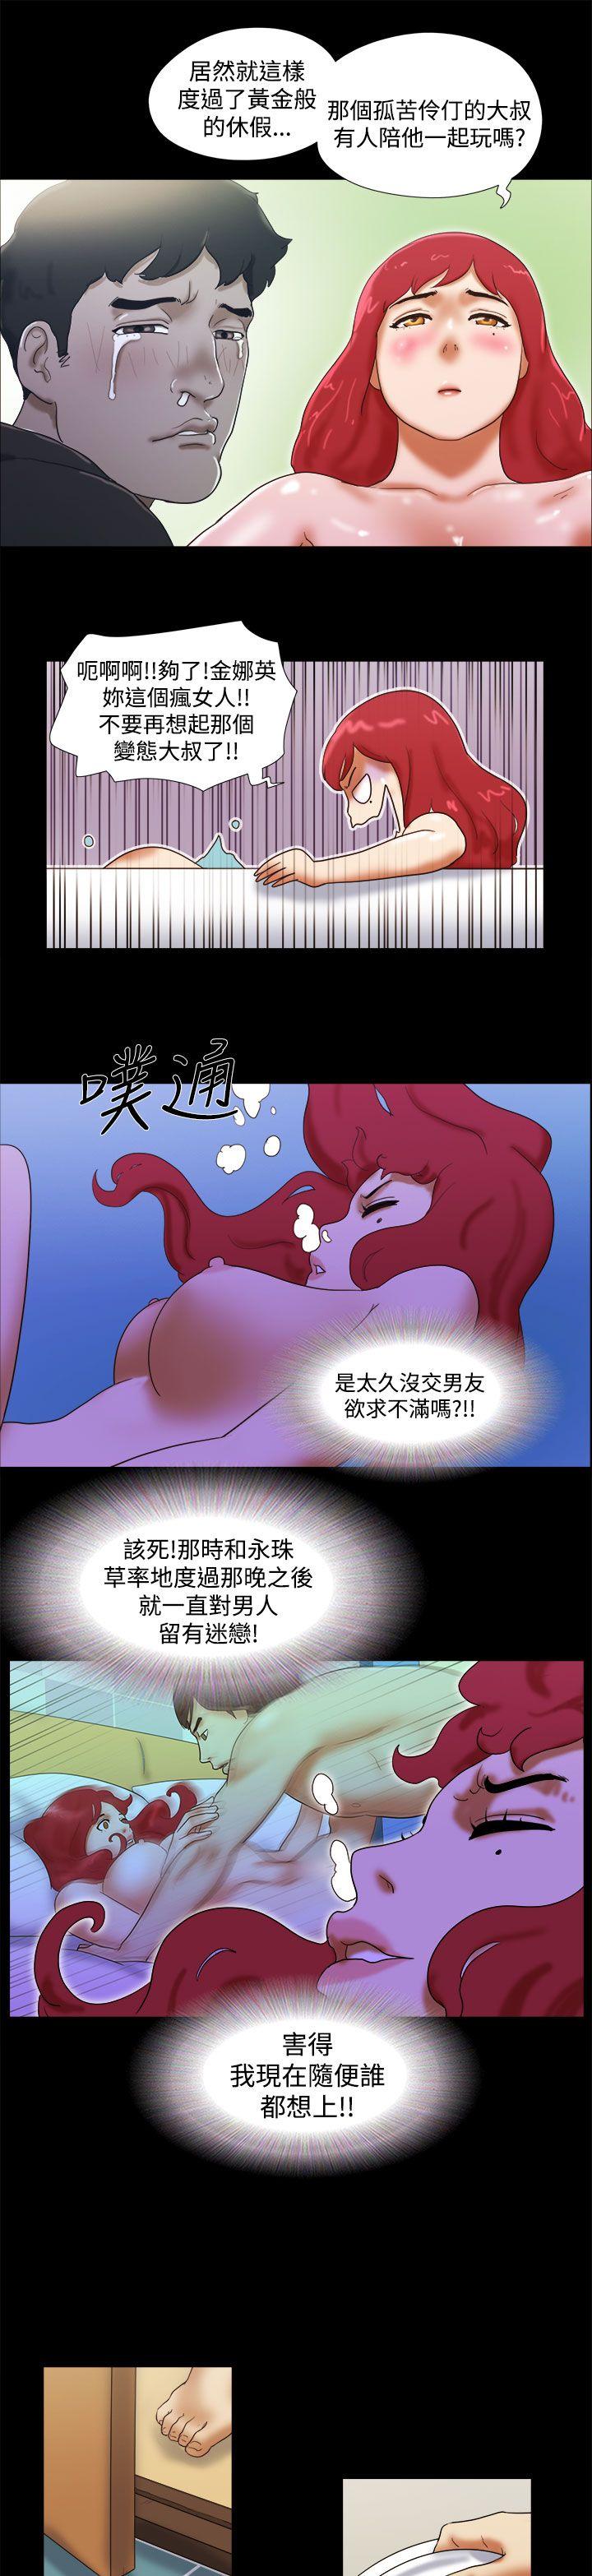 居然就這樣
度過了黃金般
的休假...
那個孤苦伶仃的大叔
有人陪他一起玩嗎?
呃啊啊!!夠了!金娜英
妳這個瘋女人!!
不要再想起那個
變態大叔了!!
噗通
是太久沒交男友
欲求不滿嗎?!!
該死!那時和永珠
草率地度過那晚之後
就一直對男人
留有迷戀!
害得
我現在隨便誰
都想上!!